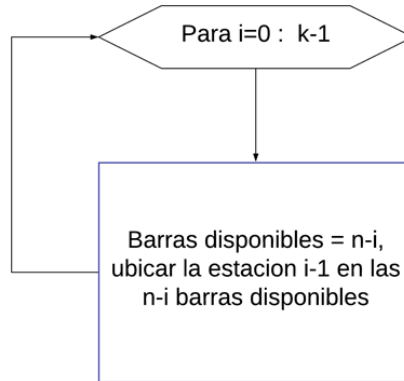 Para i=0 :  k-1
Barras disponibles = n-i,
ubicar la estacion i-1 en las
n-i barras disponibles